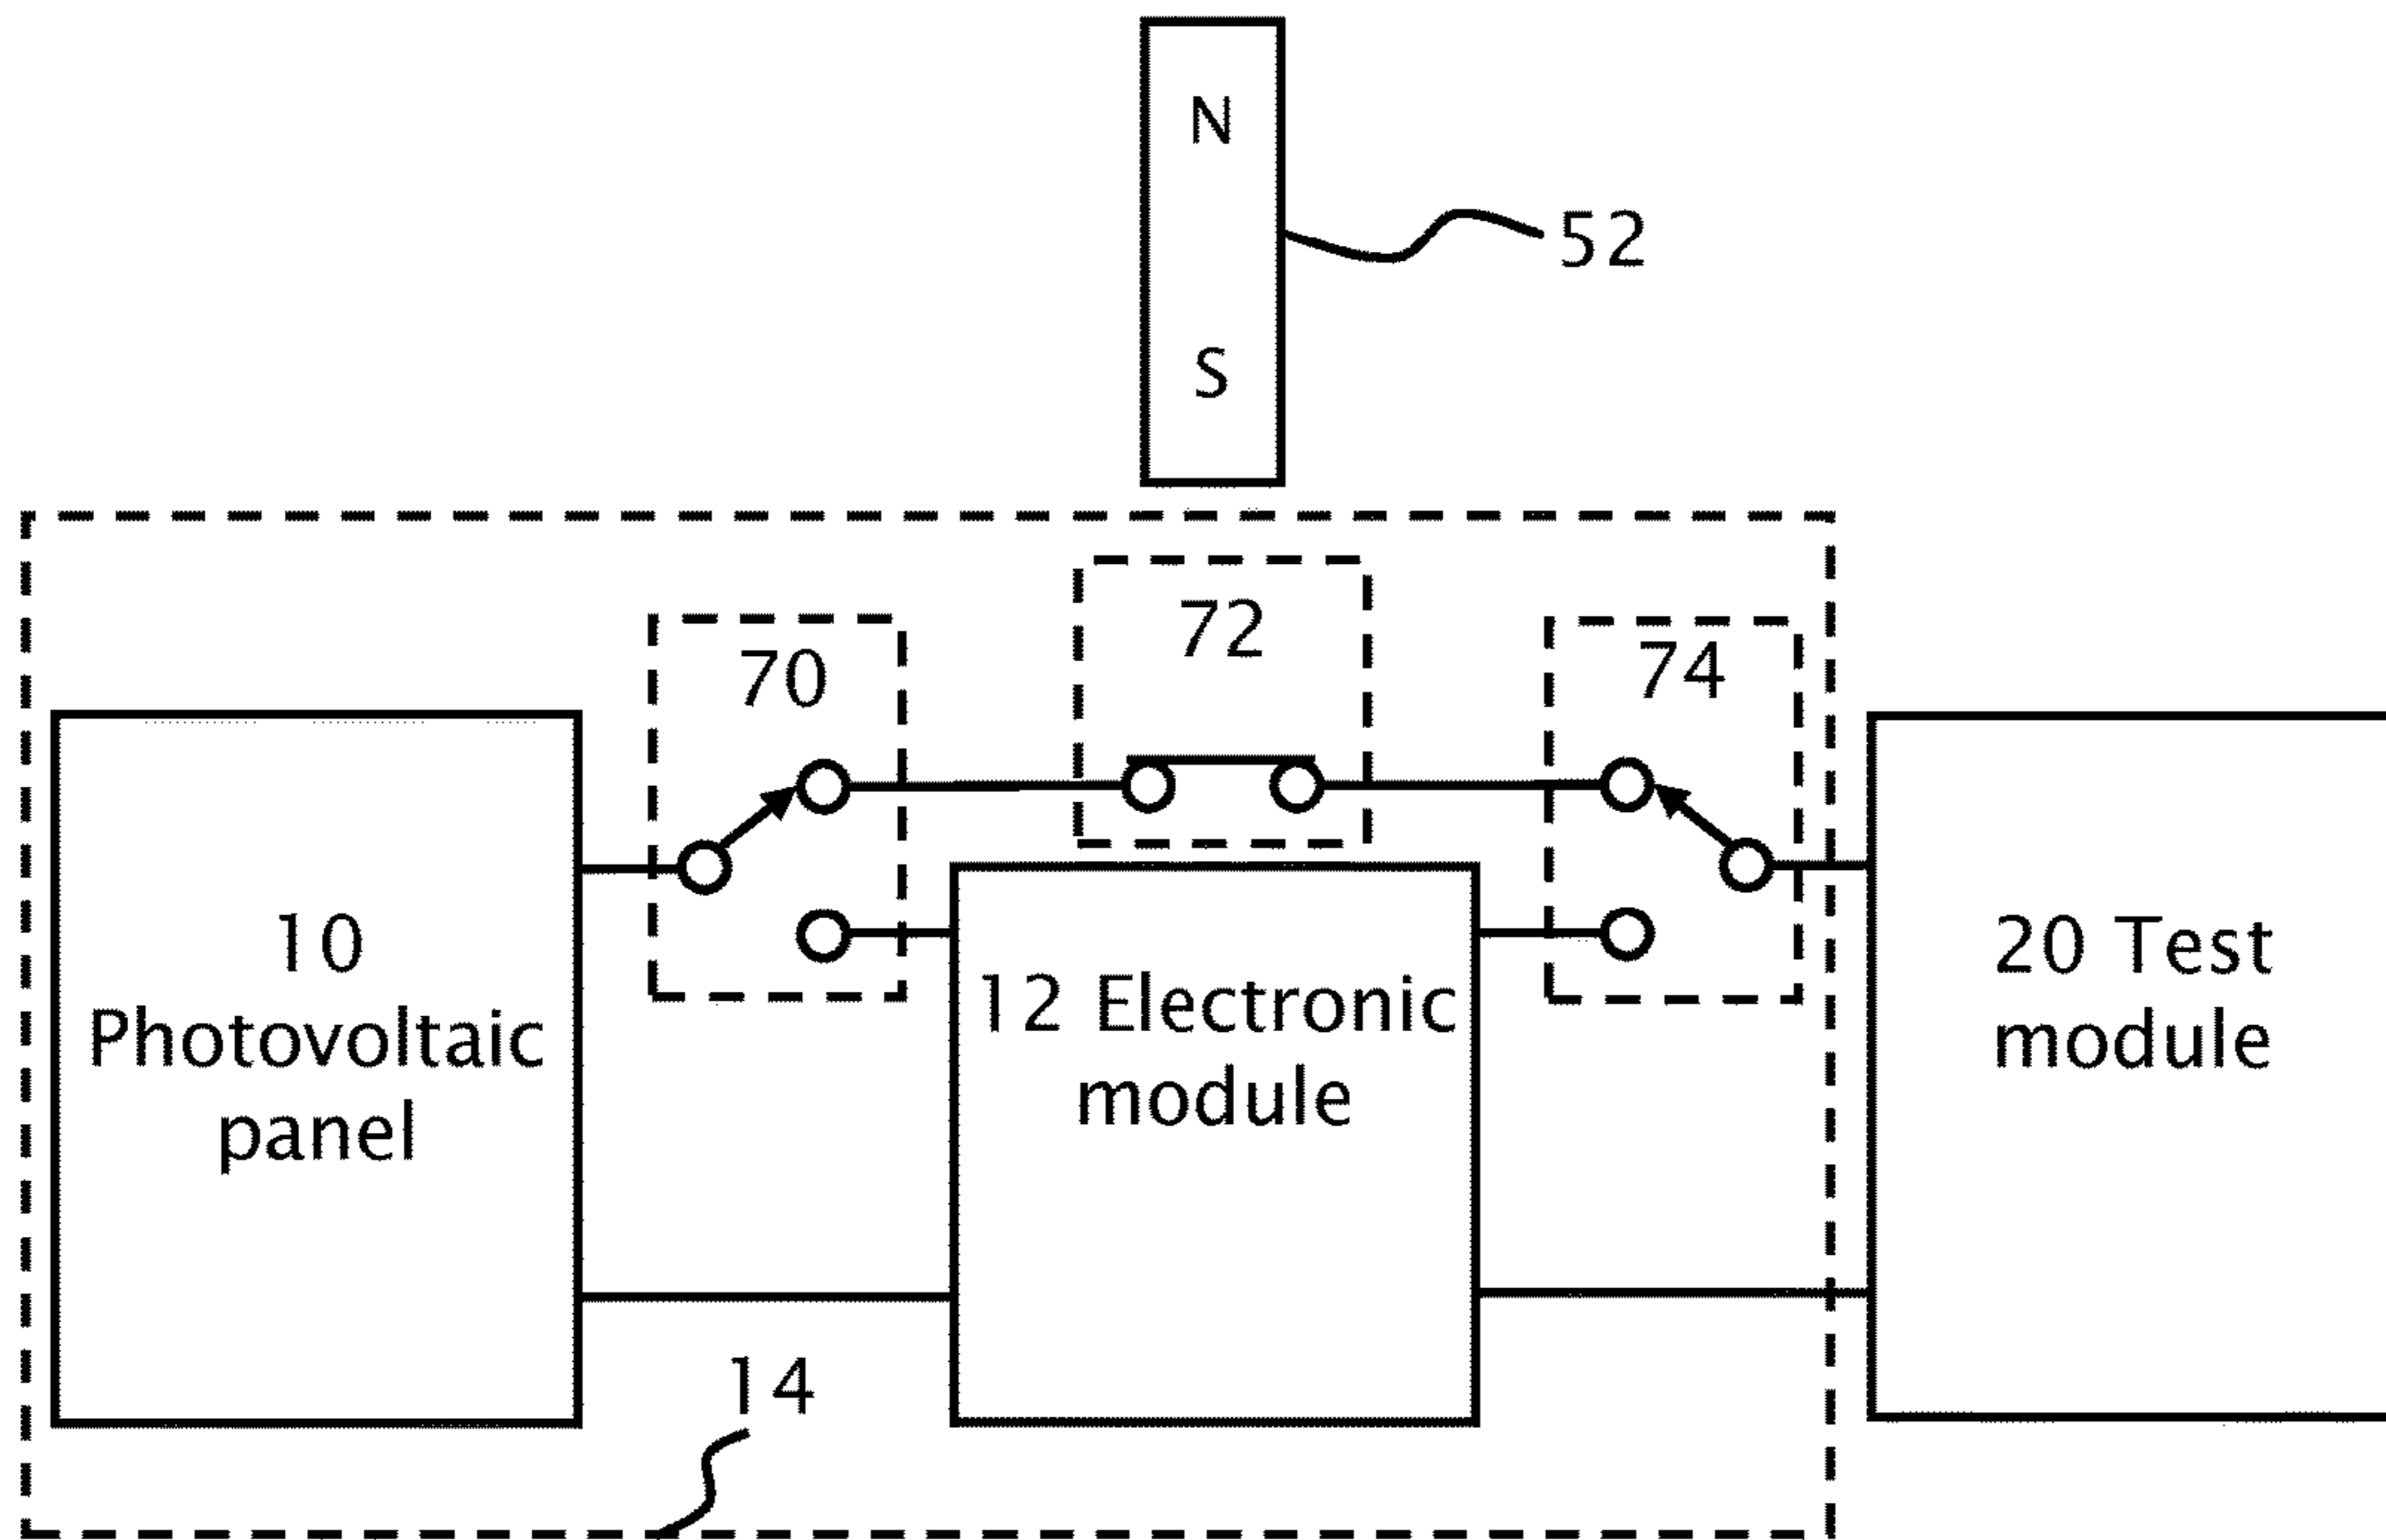 N
S
52
70
72
74
10
Photovoltaic
panel
12 Electronic
module
20 Test
module
14